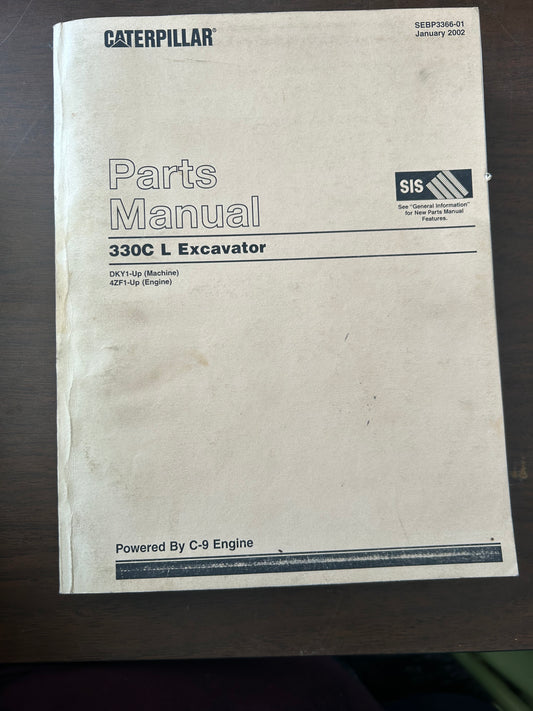 CATERPILLAR®
SEBP3366-01
January 2002
Parts
Manual
SIS
See "General Information"
for New Parts Manual
Features.
330C L Excavator
DKY1-Up (Machine)
4ZF1-Up (Engine)
Powered By C-9 Engine